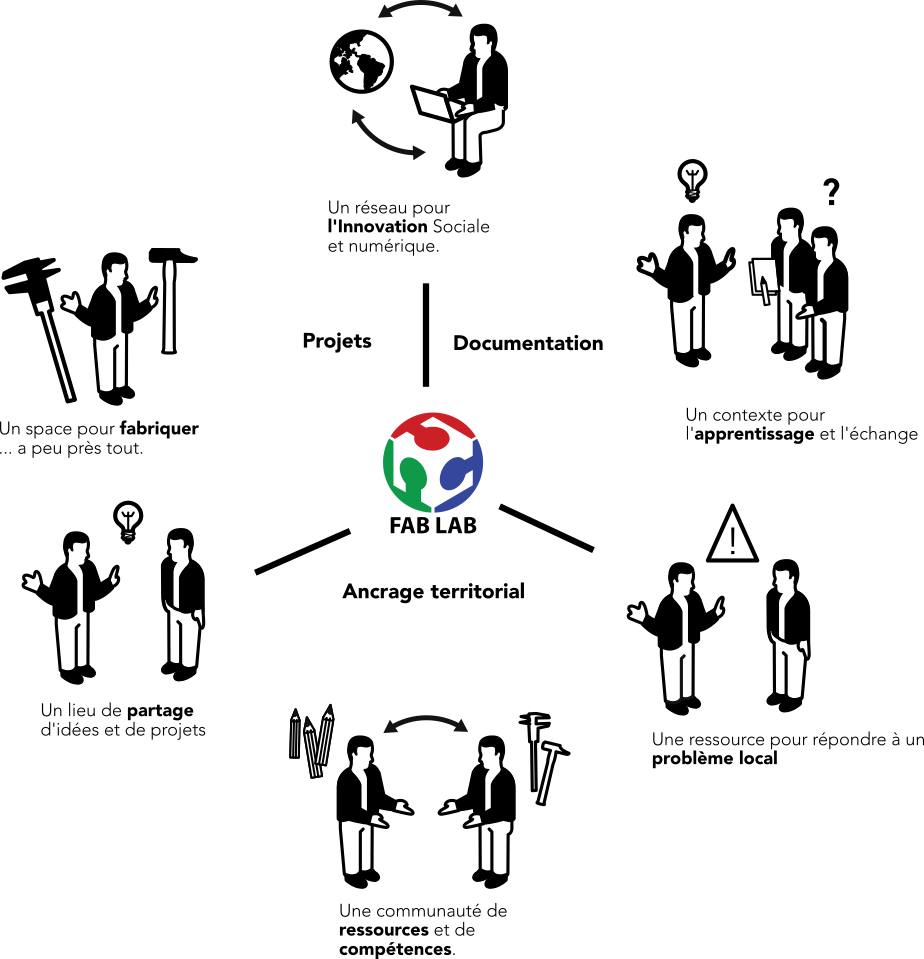 Un réseau pour
l'Innovation Sociale
et numérique.
?
Projets
Documentation
Un space pour fabriquer
... a peu près tout.
Un contexte pour
l'apprentissage et l'échange
FAB LAB
!
Ancrage territorial
Un lieu de partage
d'idées et de projets
Une ressource pour répondre à un
problème local
Une communauté de
ressources et de
compétences.